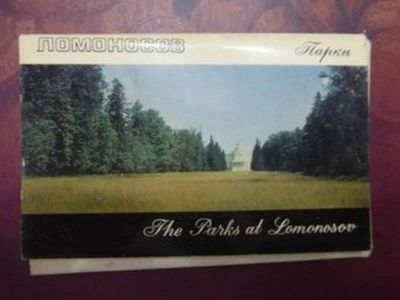 ЛОМОНОСОВ
Парки
The Parks at Lomonosov